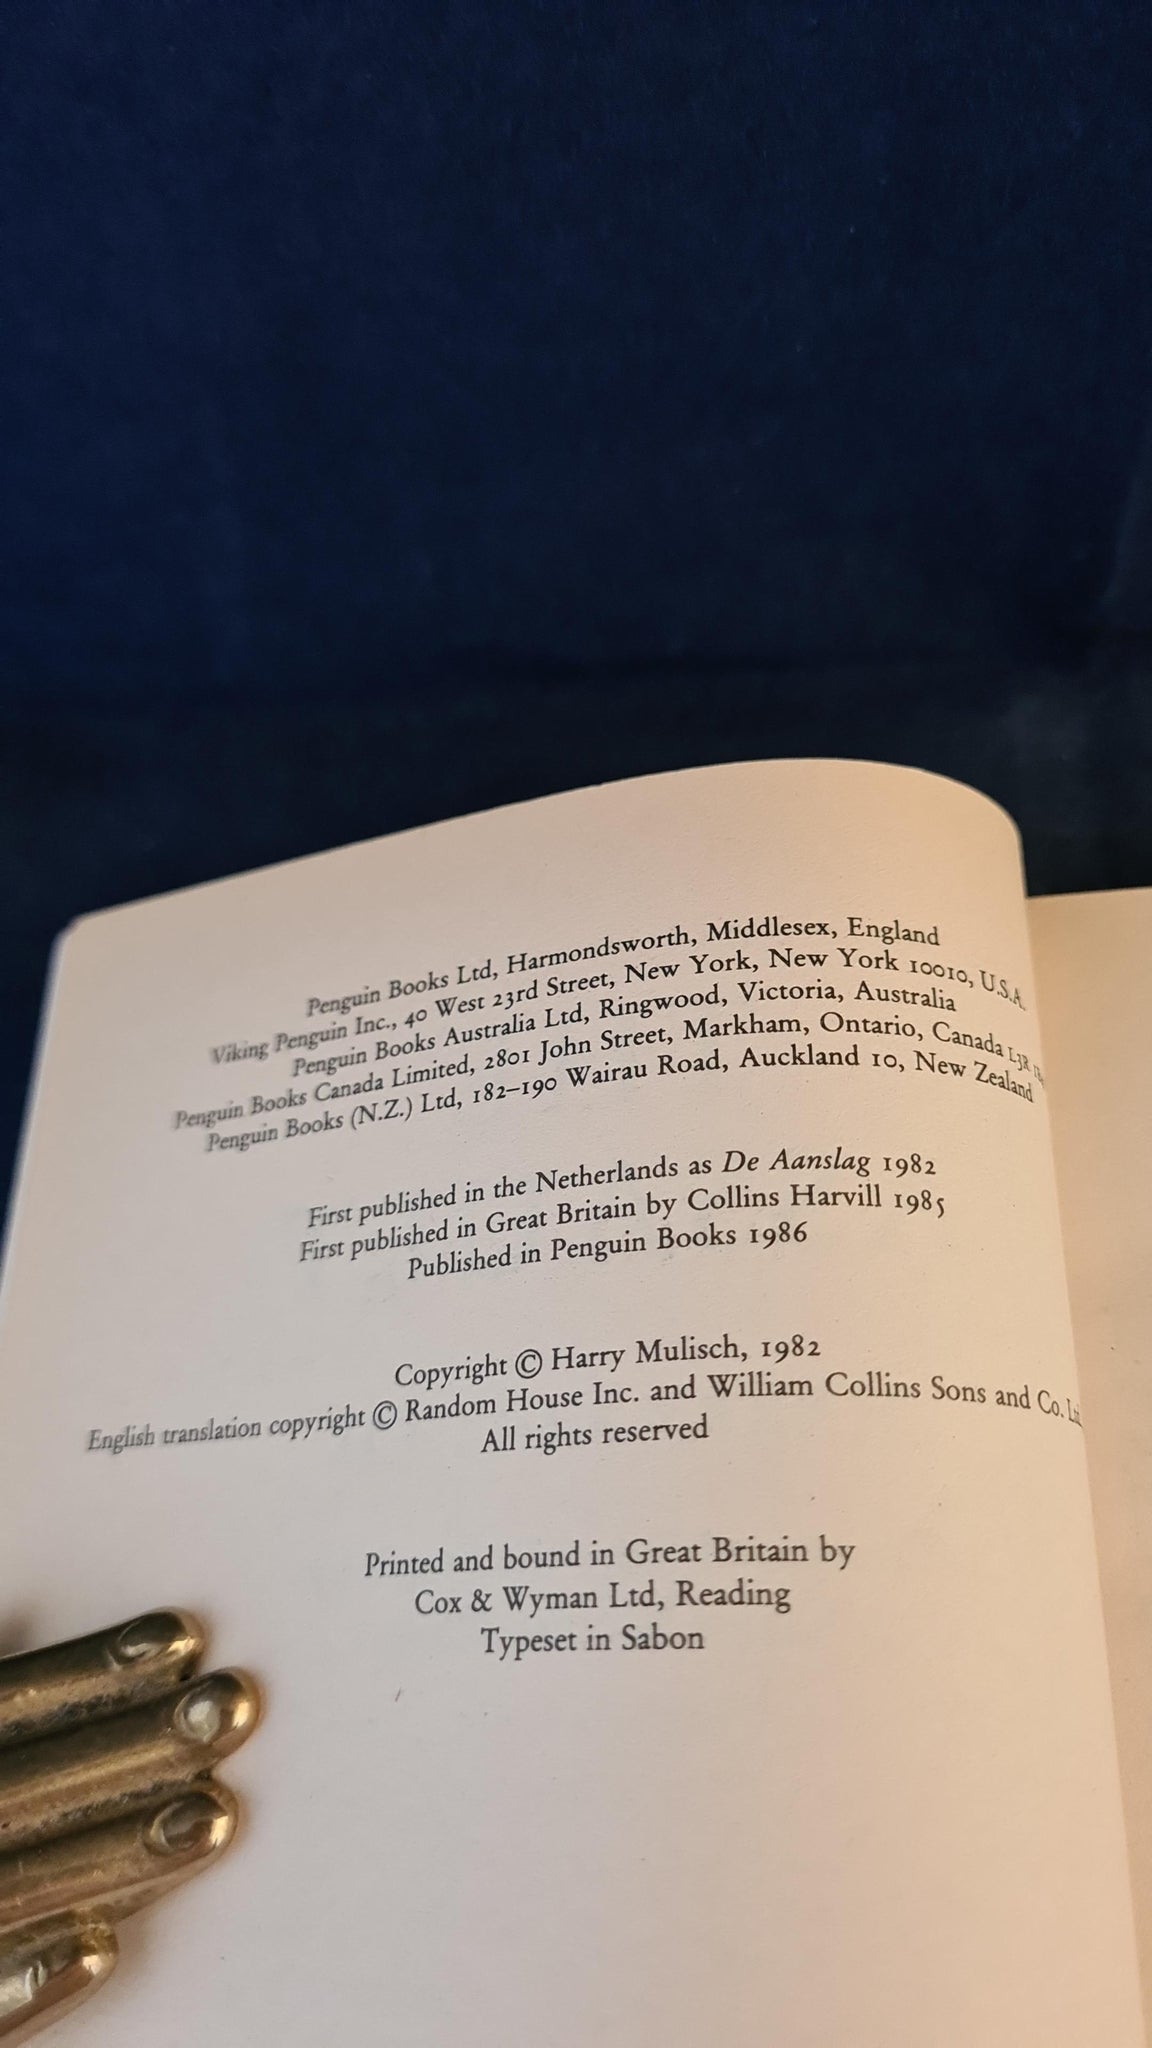 Penguin Books Ltd, Harmondsworth, Middlesex, England
Viking Penguin Inc., 40 West 23rd Street, New York, New York 10010, U.S.A.
Penguin Books Australia Ltd, Ringwood, Victoria, Australia
Penguin Books Canada Limited, 2801 John Street, Markham, Ontario, Canada L3R
Penguin Books (N.Z.) Ltd, 182–190 Wairau Road, Auckland 10, New Zealand
First published in the Netherlands as De Aanslag 1982
First published in Great Britain by Collins Harvill 1985
Published in Penguin Books 1986
Copyright © Harry Mulisch, 1982
English translation copyright © Random House Inc. and William Collins Sons and Co. Ltd,
All rights reserved
Printed and bound in Great Britain by
Cox & Wyman Ltd, Reading
Typeset in Sabon